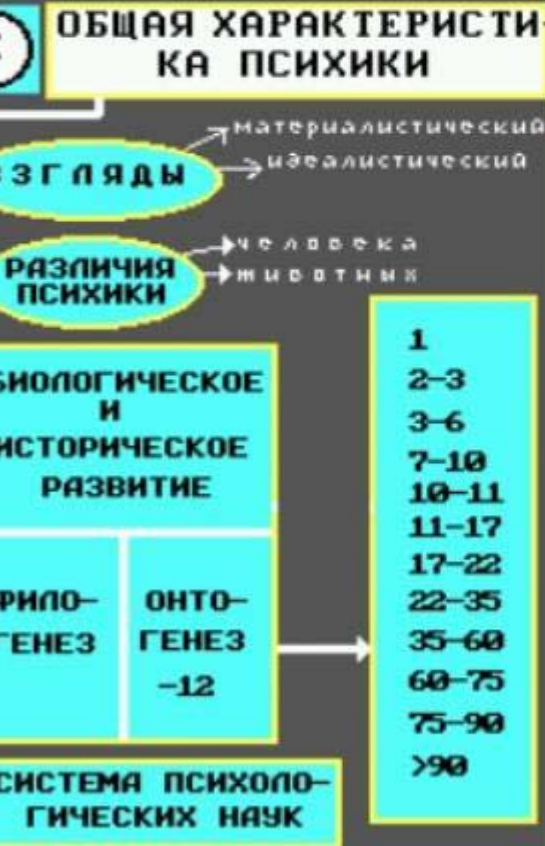 ОБЩАЯ ХАРАКТЕРИСТИ-
КА ПСИХИКИ
материалистический
ЗГЛЯДЫ
идеалистический
человека
РАЗЛИЧИЯ
животных
ПСИХИКИ
1
2-3
БИОЛОГИЧЕСКОЕ
3-6
И
7-10
ИСТОРИЧЕСКОЕ
10-11
РАЗВИТИЕ
11-17
17-22
ФИЛО-
ОНТО-
22-35
ГЕНЕЗ
ГЕНЕЗ
35-60
-12
60-75
75-90
>90
СИСТЕМА ПСИХОЛО-
ГИЧЕСКИХ НАУК